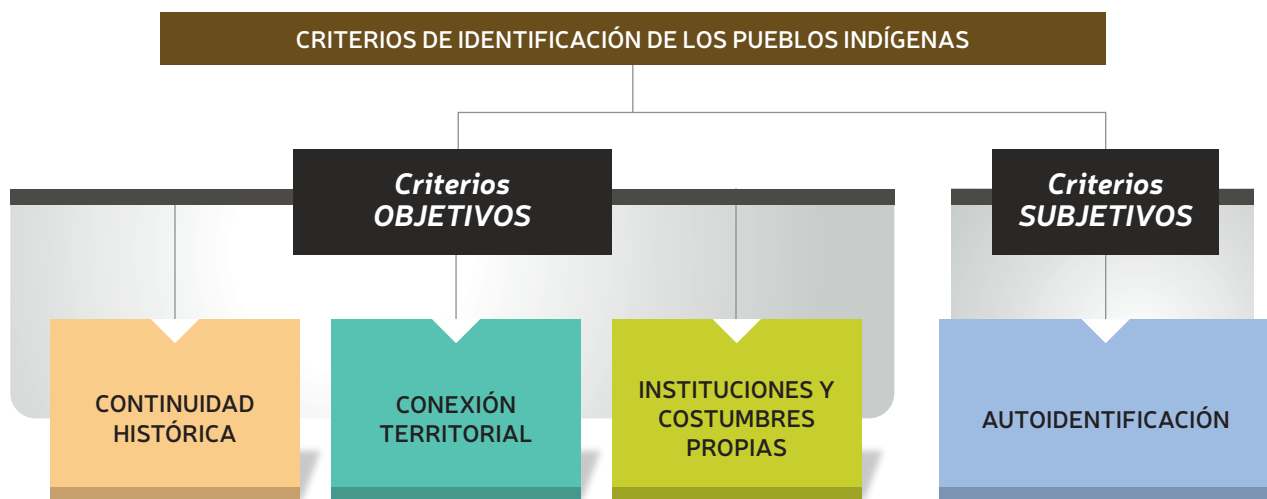 CRITERIOS DE IDENTIFICACIÓN DE LOS PUEBLOS INDÍGENAS
Criterios
OBJETIVOS
Criterios
SUBJETIVOS
CONTINUIDAD
HISTÓRICA
CONEXIÓN
TERRITORIAL
INSTITUCIONES Y
COSTUMBRES
PROPIAS
AUTOIDENTIFICACIÓN